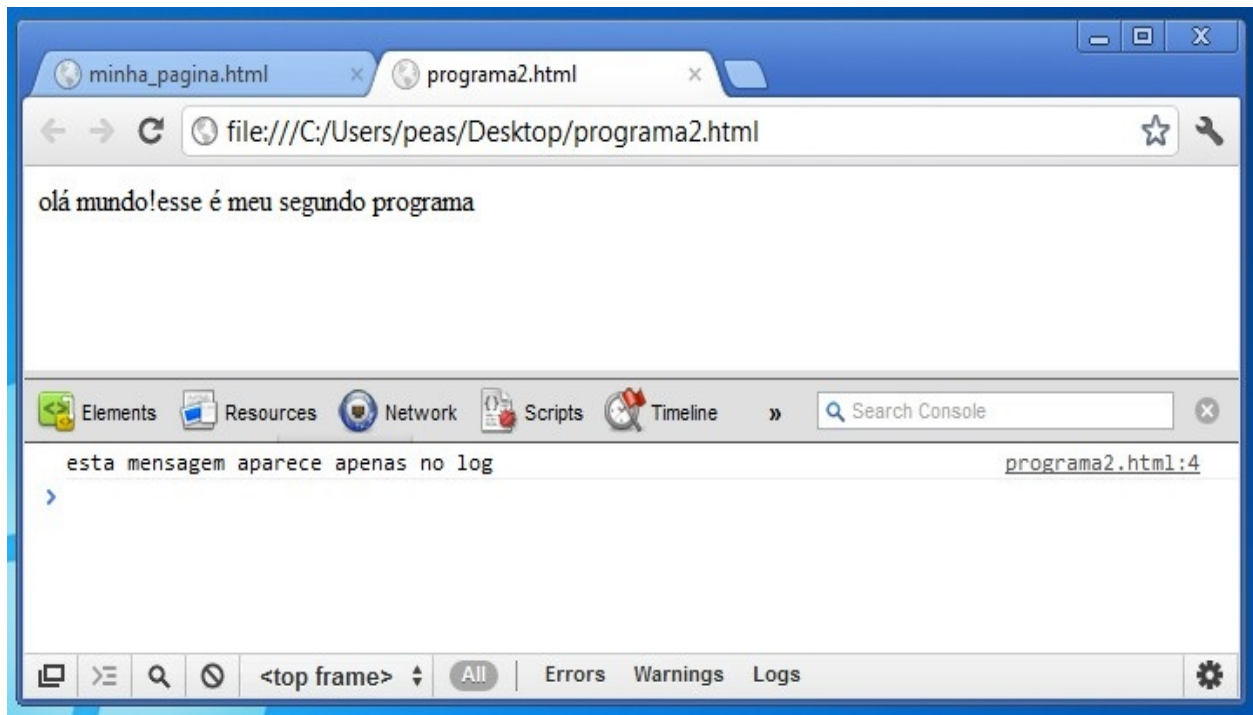 minha_pagina.html programa2.html
file:///C:/Users/peas/Desktop/programa2.html
olá mundo!esse é meu segundo programa
Elements Resources Network Scripts Timeline » Search Console
esta mensagem aparece apenas no log programa2.html:4
>
<top frame> All Errors Warnings Logs